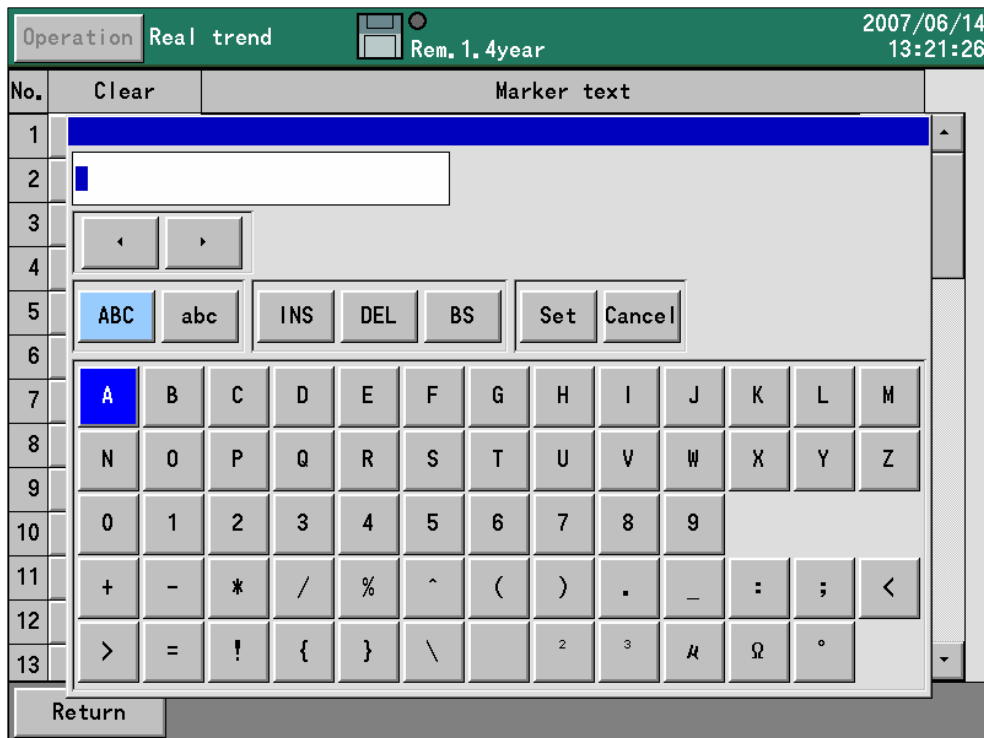 Operation Real trend Rem.1.4year 2007/06/14 13:21:26
No. Clear Marker text
1
2
3
4
5 ABC abc INS DEL BS Set Cancel
6
7 A B C D E F G H I J K L M
8 N O P Q R S T U V W X Y Z
9
10 0 1 2 3 4 5 6 7 8 9
11 + - * / % ^ ( ) . _ : ; <
12
13 > = ! { } \ ² ³ μ Ω °
Return